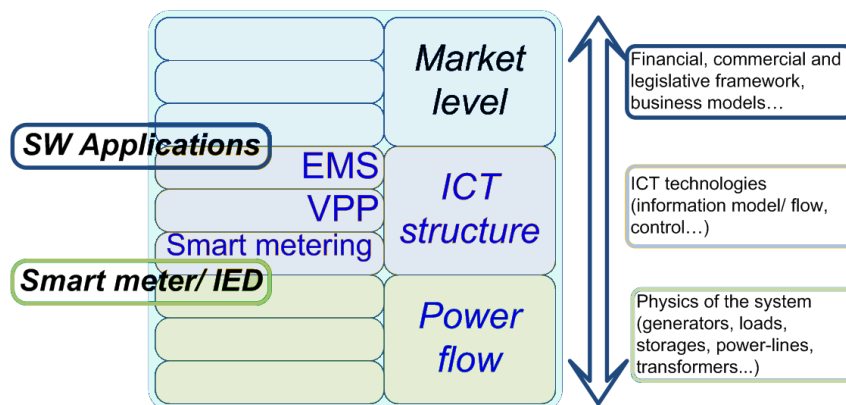 Market
level
Financial, commercial and
legislative framework,
business models…
SW Applications
EMS
VPP
Smart metering
ICT
structure
ICT technologies
(information model/ flow,
control…)
Smart meter/ IED
Power
flow
Physics of the system
(generators, loads,
storages, power-lines,
transformers...)